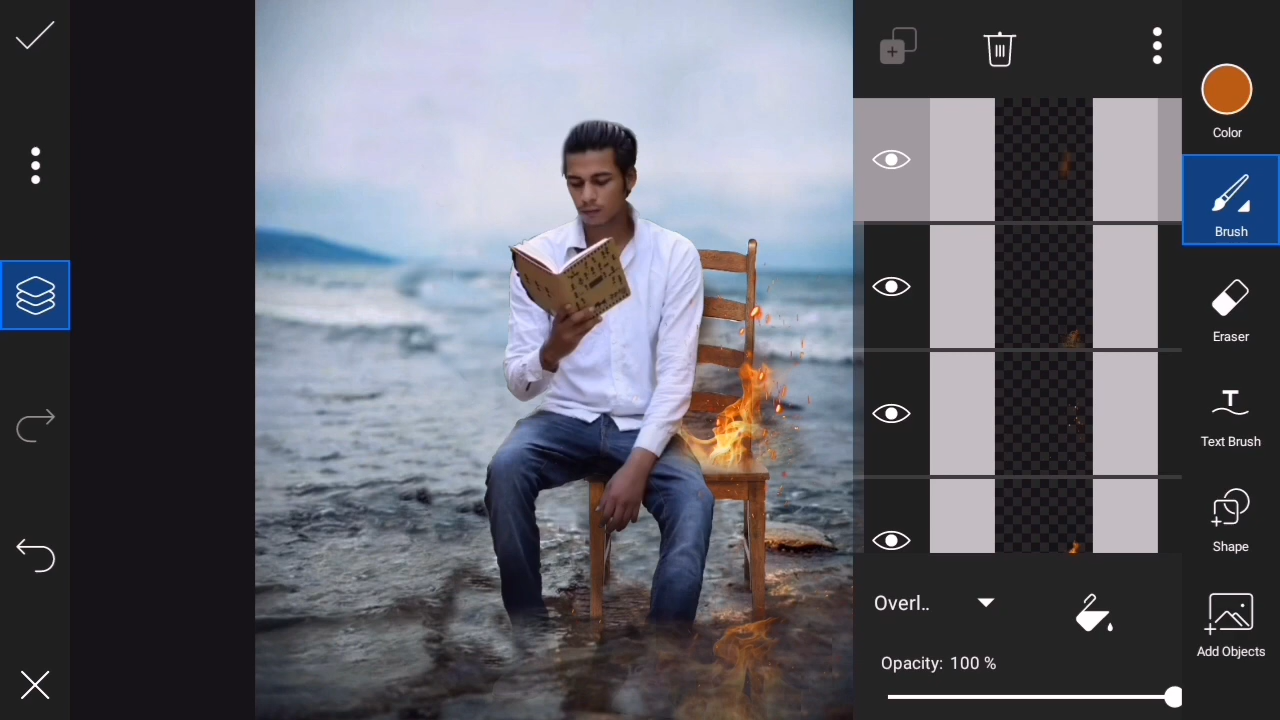 Color
Brush
Eraser
T
Text Brush
Shape
Add Objects
Overl..
Opacity: 100 %